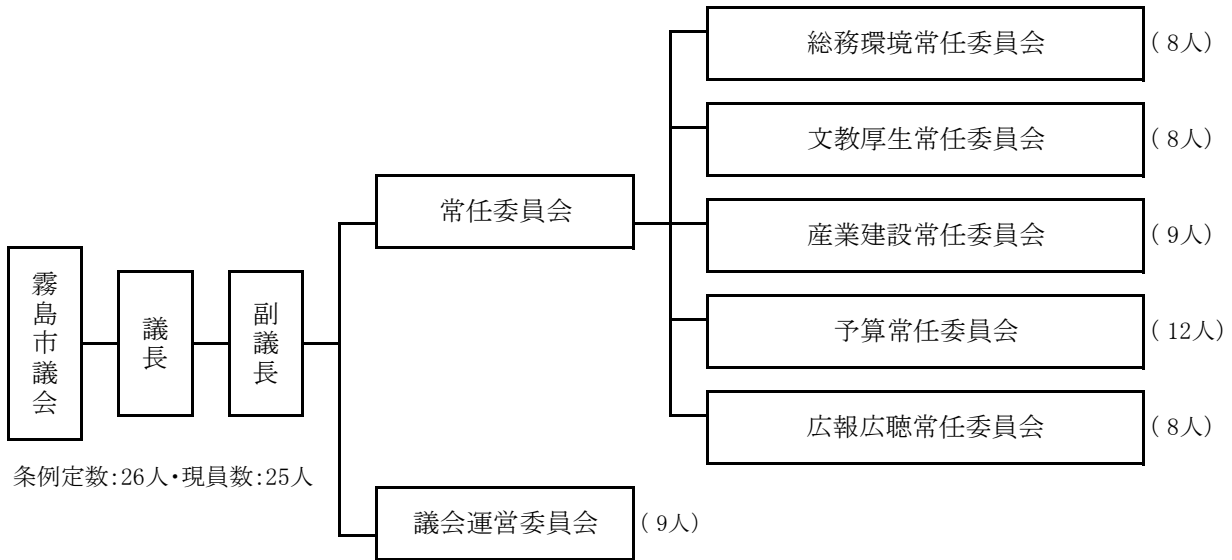 霧島市議会
議長
副議長
条例定数:26人・現員数:25人
常任委員会
総務環境常任委員会 ( 8人)
文教厚生常任委員会 ( 8人)
産業建設常任委員会 ( 9人)
予算常任委員会 ( 12人)
広報広聴常任委員会 ( 8人)
議会運営委員会 ( 9人)